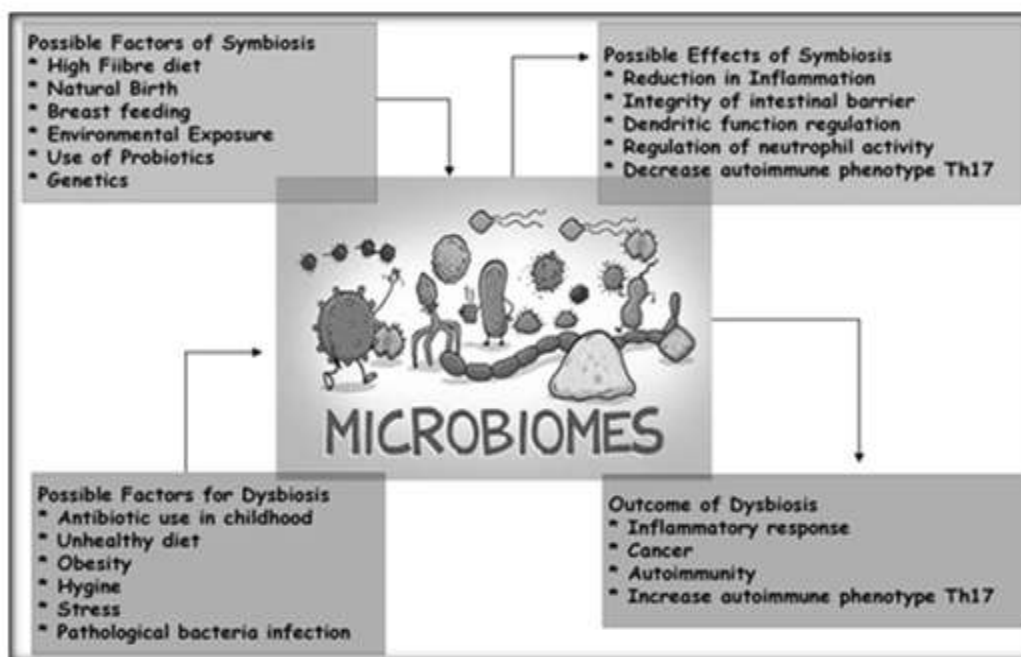 Possible Factors of Symbiosis
* High Fiibre diet
* Natural Birth
* Breast feeding
* Environmental Exposure
* Use of Probiotics
* Genetics
Possible Effects of Symbiosis
* Reduction in Inflammation
* Integrity of intestinal barrier
* Dendritic function regulation
* Regulation of neutrophil activity
* Decrease autoimmune phenotype Th17
MICROBIOMES
Possible Factors for Dysbiosis
* Antibiotic use in childhood
* Unhealthy diet
* Obesity
* Hygine
* Stress
* Pathological bacteria infection
Outcome of Dysbiosis
* Inflammatory response
* Cancer
* Autoimmunity
* Increase autoimmune phenotype Th17